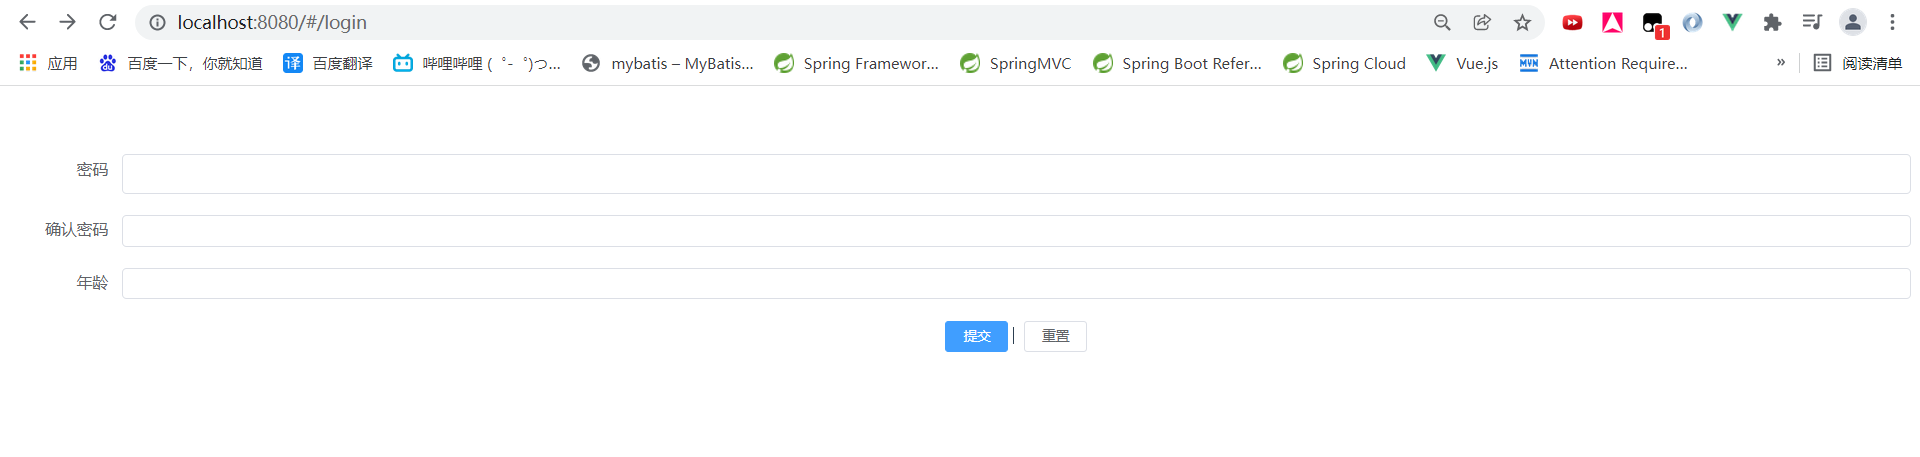 localhost:8080/#/login
1
应用 百度一下，你就知道 百度翻译 哔哩哔哩 ( ゜- ゜)つ... mybatis – MyBatis... Spring Framewor... SpringMVC Spring Boot Refer... Spring Cloud Vue.js Attention Require... » 阅读清单
密码
确认密码
年龄
提交 重置